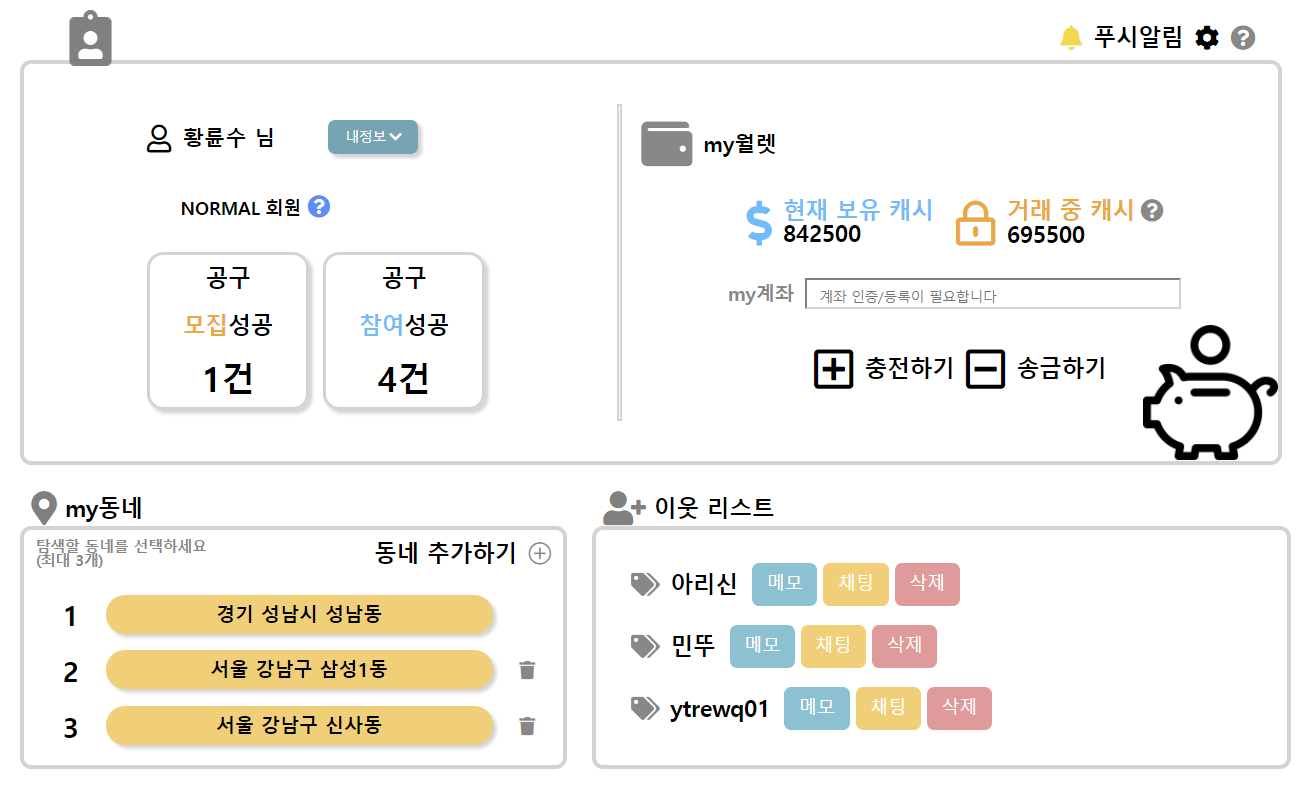 푸시알림
황륜수 님
내정보
NORMAL 회원
공구
모집성공
1건
공구
참여성공
4건
my월렛
현재 보유 캐시
842500
거래 중 캐시
695500
my계좌
계좌 인증/등록이 필요합니다
충전하기
송금하기
my동네
탐색할 동네를 선택하세요
(최대 3개)
동네 추가하기
1 경기 성남시 성남동
2 서울 강남구 삼성1동
3 서울 강남구 신사동
이웃 리스트
아리신 메모 채팅 삭제
민뚜 메모 채팅 삭제
ytrewq01 메모 채팅 삭제